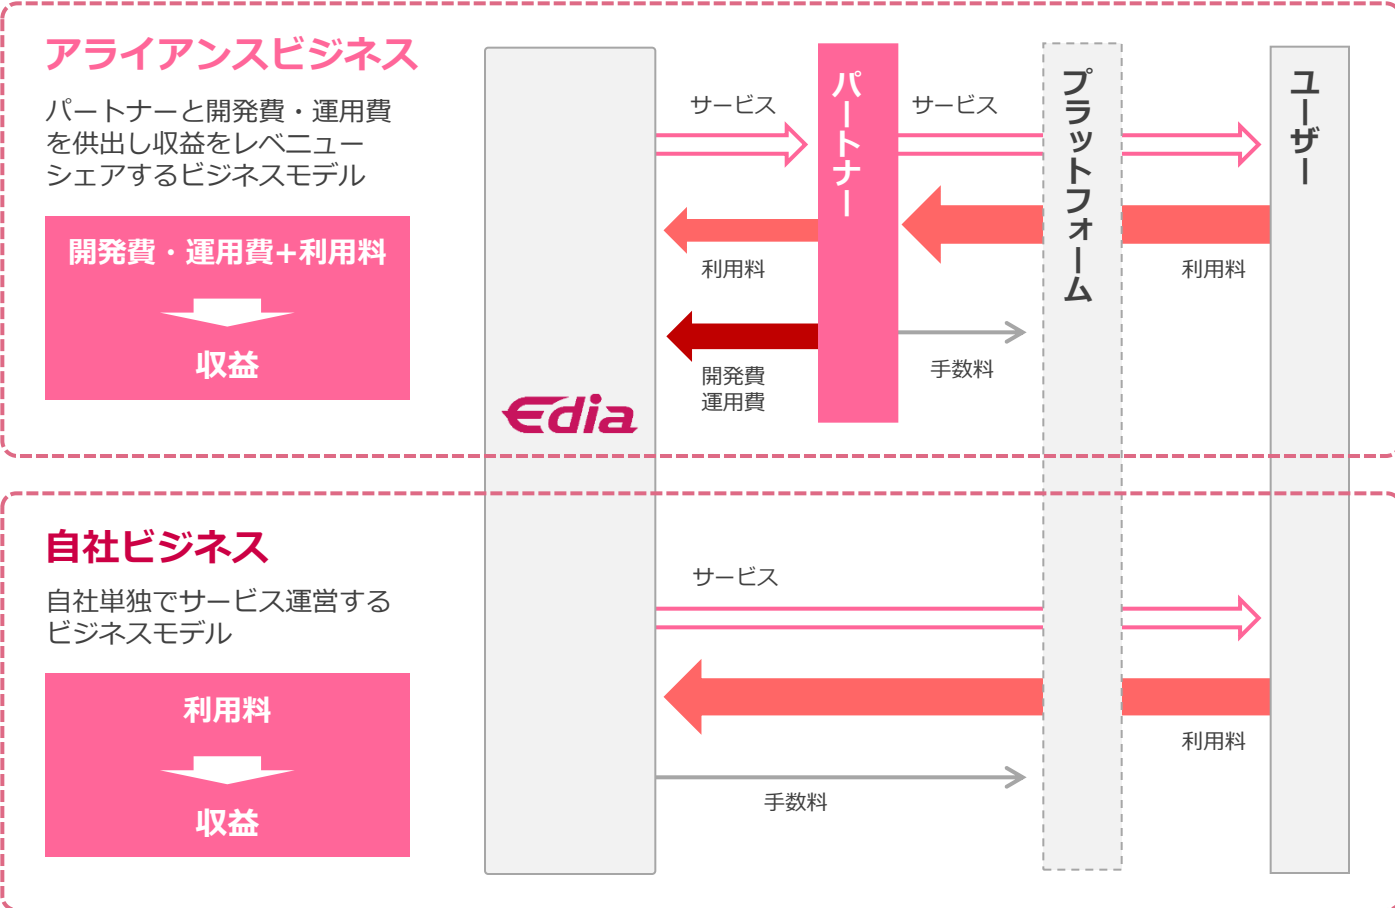 アライアンスビジネス
パートナーと開発費・運用費
を供出し収益をレベニュー
シェアするビジネスモデル
開発費・運用費+利用料
収益
Edia
サービス
パートナー
サービス
プラットフォーム
ユーザー
利用料
利用料
開発費
運用費
手数料
自社ビジネス
自社単独でサービス運営する
ビジネスモデル
利用料
収益
サービス
利用料
手数料